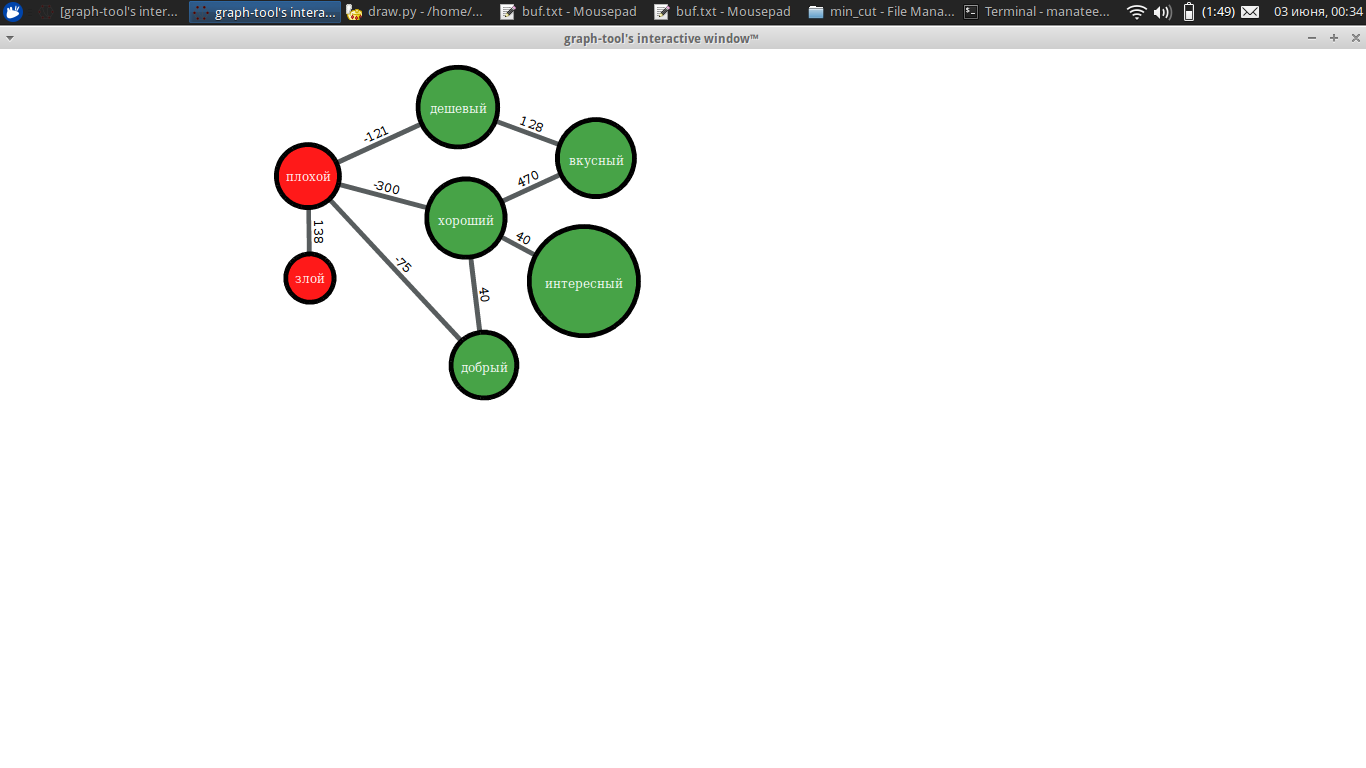 [graph-tool's inter...
graph-tool's intera...
draw.py - /home/...
buf.txt - Mousepad
buf.txt - Mousepad
min_cut - File Mana...
Terminal - manatee...
(1:49)
03 июня, 00:34
graph-tool's interactive window™
дешевый
-121
128
вкусный
плохой
-300
470
хороший
138
40
злой
-75
интересный
40
добрый